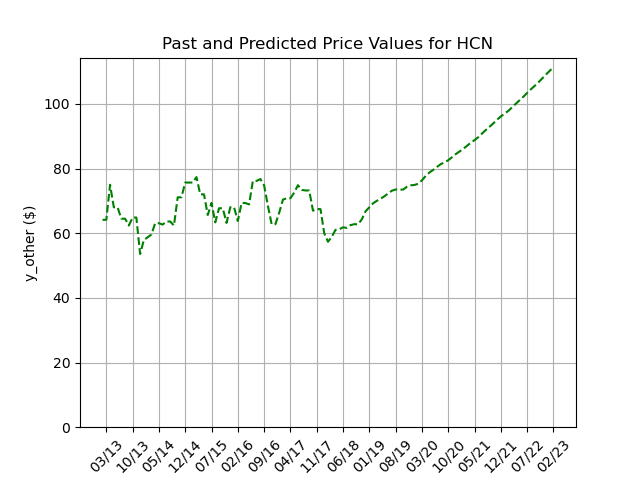 Past and Predicted Price Values for HCN
y_other ($)
100
80
60
40
20
0
03/13 10/13 05/14 12/14 07/15 02/16 09/16 04/17 11/17 06/18 01/19 08/19 03/20 10/20 05/21 12/21 07/22 02/23